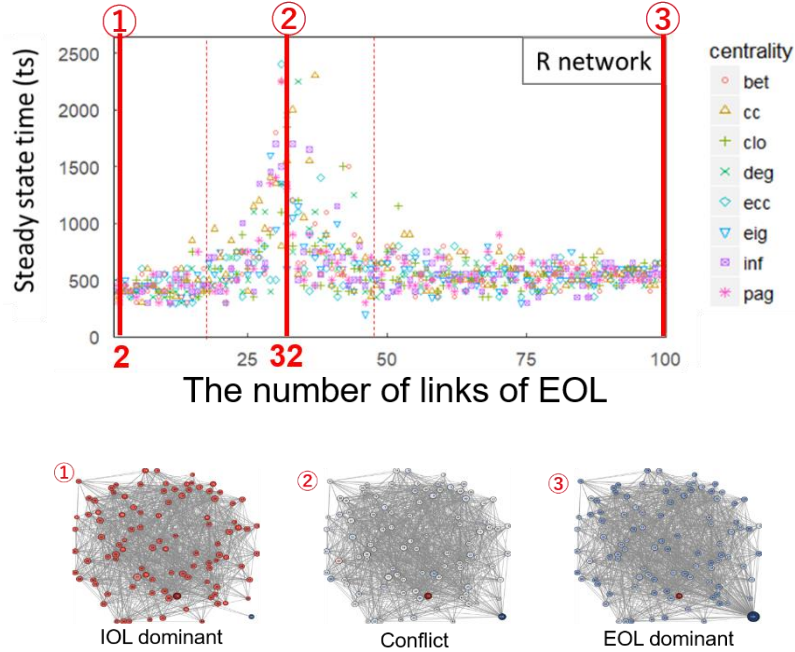 ① ② ③
Steady state time (ts)
2500
2000
1500
1000
500
0
R network
centrality
bet
cc
clo
deg
ecc
eig
inf
pag
2 25 32 50 75 100
The number of links of EOL
① ② ③
IOL dominant Conflict EOL dominant